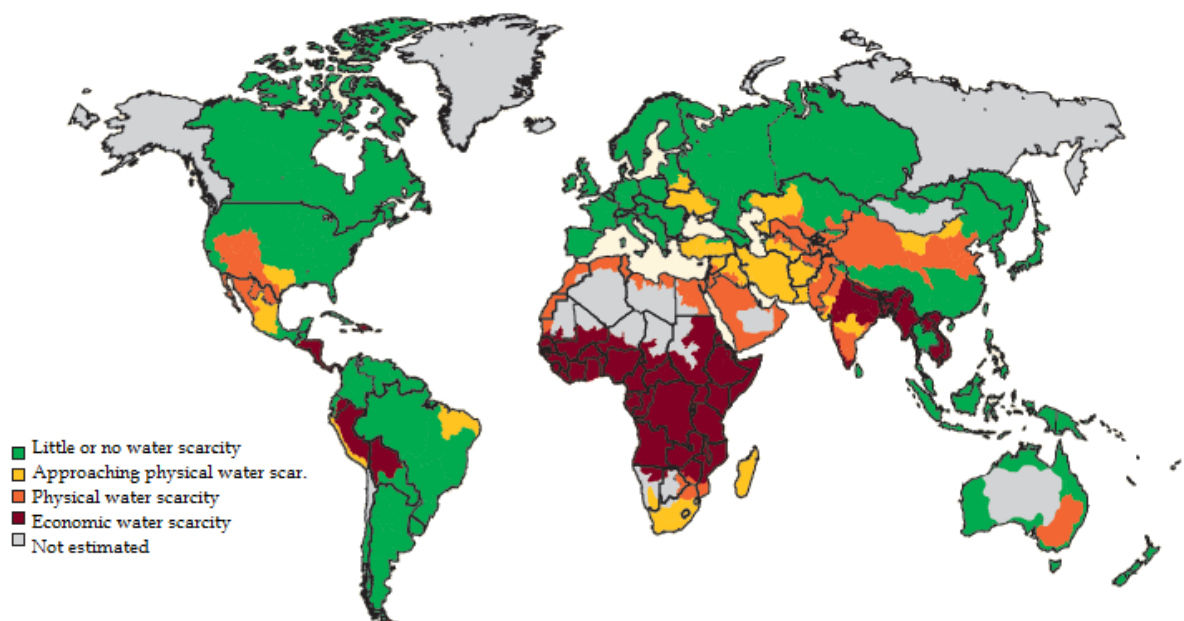 Little or no water scarcity
Approaching physical water scar.
Physical water scarcity
Economic water scarcity
Not estimated